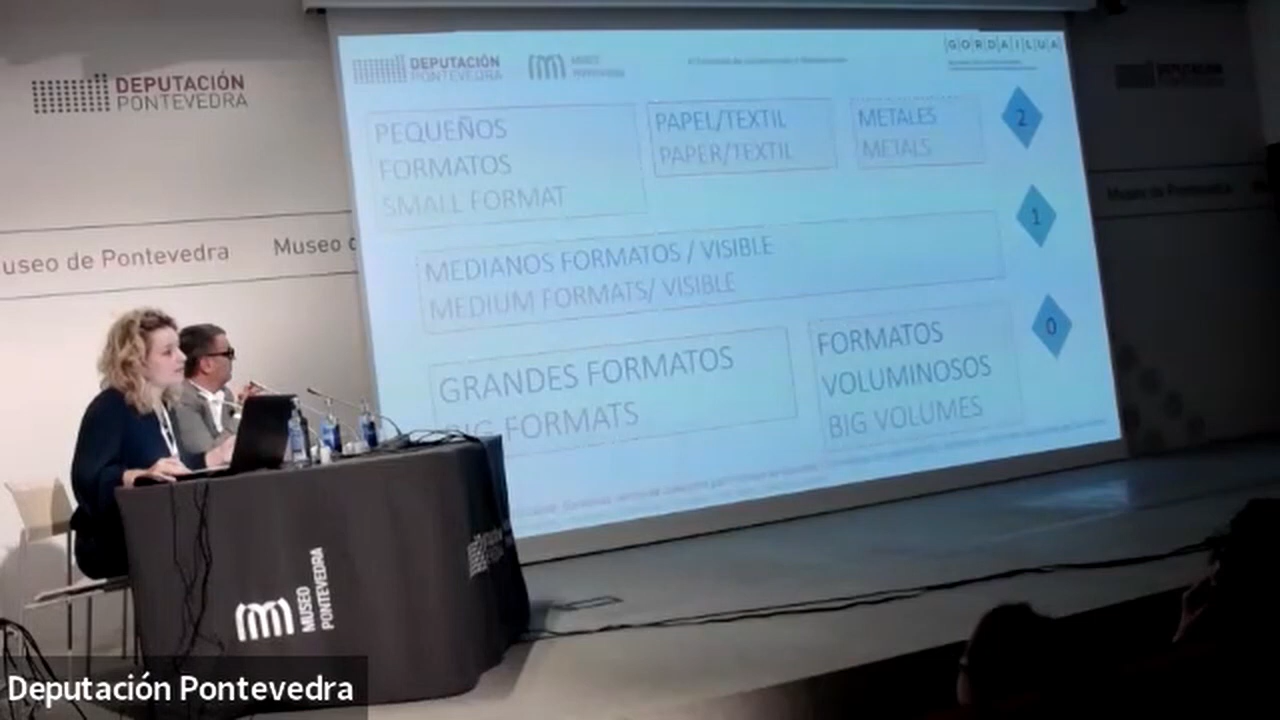 DEPUTACIÓN
PONTEVEDRA
useo de Pontevedra
Museo d
DEPUTACIÓN
PONTEVEDRA
MUSEO
PONTEVEDRA
GORDAILUA
PEQUEÑOS
FORMATOS
SMALL FORMAT
PAPEL/TEXTIL
PAPER/TEXTIL
METALES
METALS
2
MEDIANOS FORMATOS / VISIBLE
MEDIUM FORMATS/ VISIBLE
1
GRANDES FORMATOS
BIG FORMATS
FORMATOS
VOLUMINOSOS
BIG VOLUMES
0
Museo de Pontevedra
MUSEO
PONTEVEDRA
Deputación Pontevedra